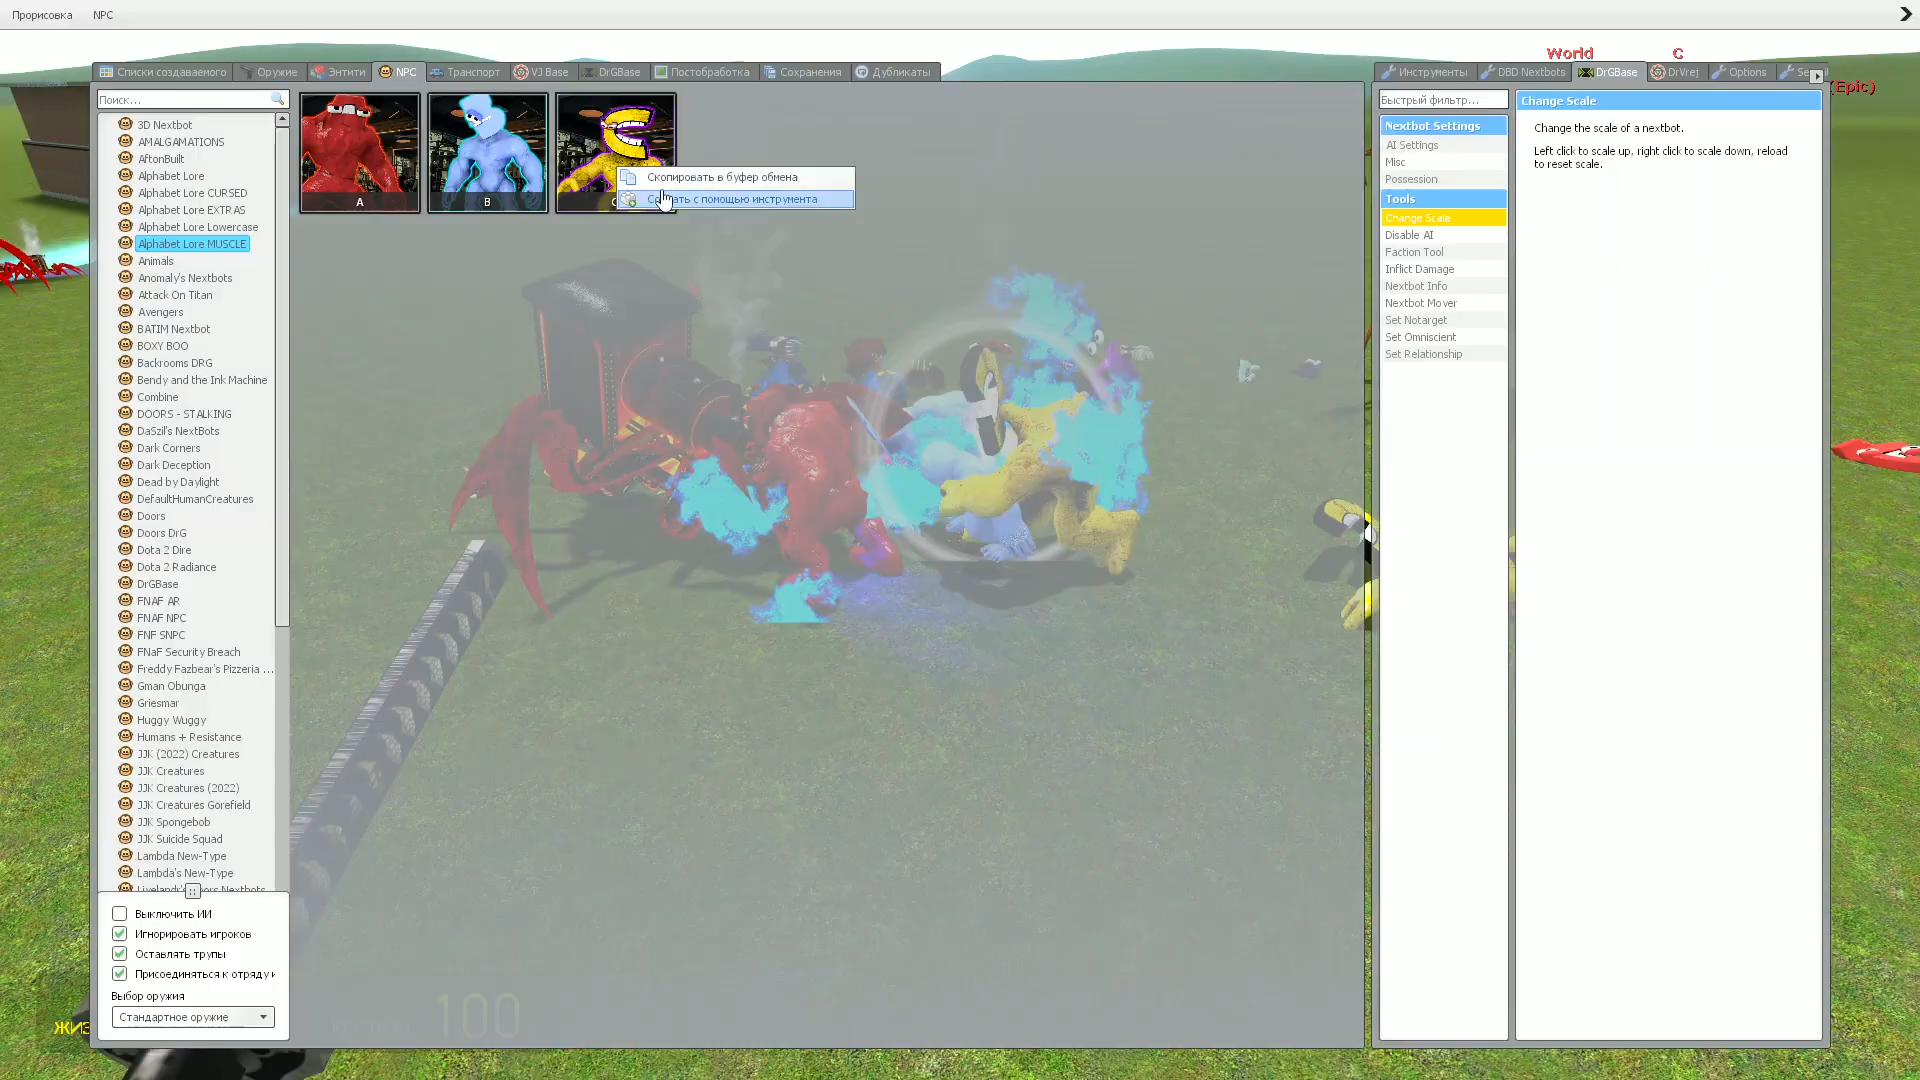 Прорисовка NPC
World C
(Epic)
Списки создаваемого Оружие Энтити NPC Транспорт VJ Base DrGBase Постобработка Сохранения Дубликаты
Инструменты DBD Nextbots DrGBase DrVrej Options
Поиск...
3D Nextbot
AMALGAMATIONS
AftonBuilt
Alphabet Lore
Alphabet Lore CURSED
Alphabet Lore EXTRAS
Alphabet Lore Lowercase
Alphabet Lore MUSCLE
Animals
Anomaly's Nextbots
Attack On Titan
Avengers
BATIM Nextbot
BOXY BOO
Backrooms DRG
Bendy and the Ink Machine
Combine
DOORS - STALKING
DaSzil's NextBots
Dark Corners
Dark Deception
Dead by Daylight
DefaultHumanCreatures
Doors
Doors DrG
Dota 2 Dire
Dota 2 Radiance
DrGBase
FNAF AR
FNAF NPC
FNF SNPC
FNaF Security Breach
Freddy Fazbear's Pizzeria ...
Gman Obunga
Griesmar
Huggy Wuggy
Humans + Resistance
JJK (2022) Creatures
JJK Creatures
JJK Creatures (2022)
JJK Creatures Gorefield
JJK Spongebob
JJK Suicide Squad
Lambda New-Type
Lambda's New-Type
Nextbots
Выключить ИИ
Игнорировать игроков
Оставлять трупы
Присоединяться к отряду и
Выбор оружия
Стандартное оружие
A
B
Скопировать в буфер обмена
с помощью инструмента
100
Быстрый фильтр...
Nextbot Settings
AI Settings
Misc
Possession
Tools
Change Scale
Disable AI
Faction Tool
Inflict Damage
Nextbot Info
Nextbot Mover
Set Notarget
Set Omniscient
Set Relationship
Change Scale
Change the scale of a nextbot.
Left click to scale up, right click to scale down, reload
to reset scale.